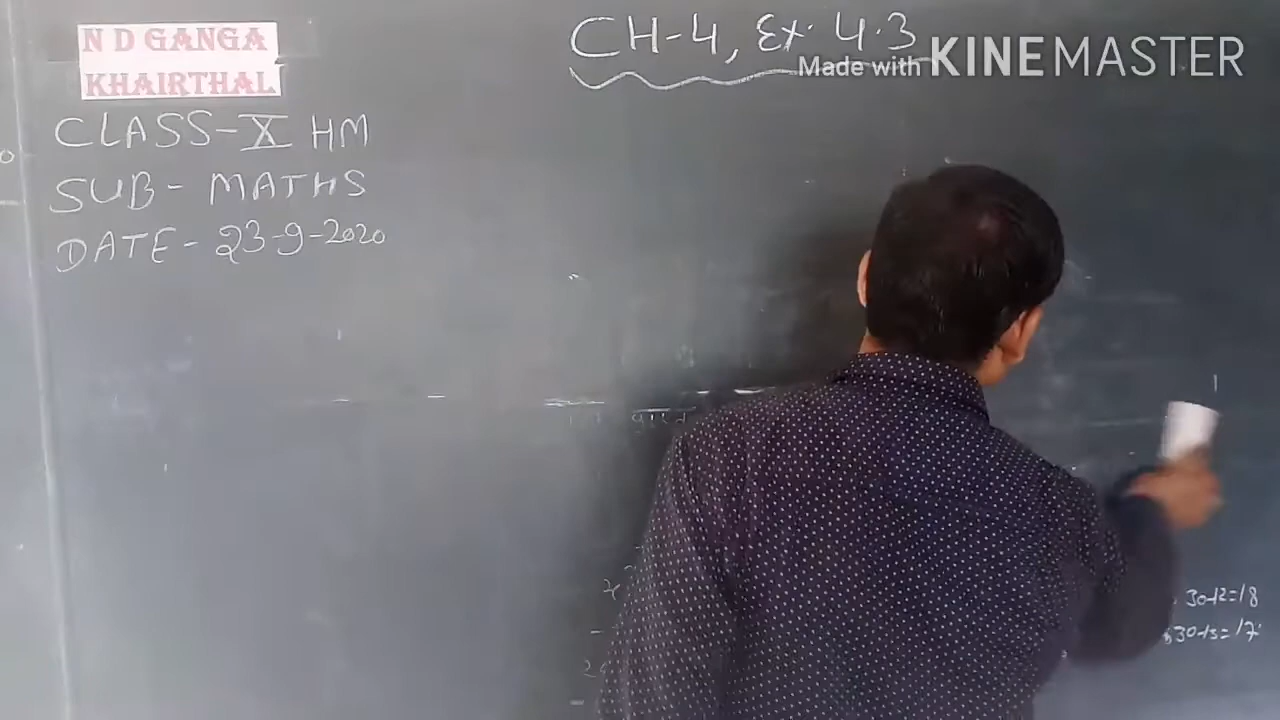 N D GANGA
KHAIRTHAL
CH-4, Ex. 4.3
Made with KINEMASTER
CLASS-X HM
SUB- MATHS
DATE- 23-9-2020
30-12=18
30-13=17